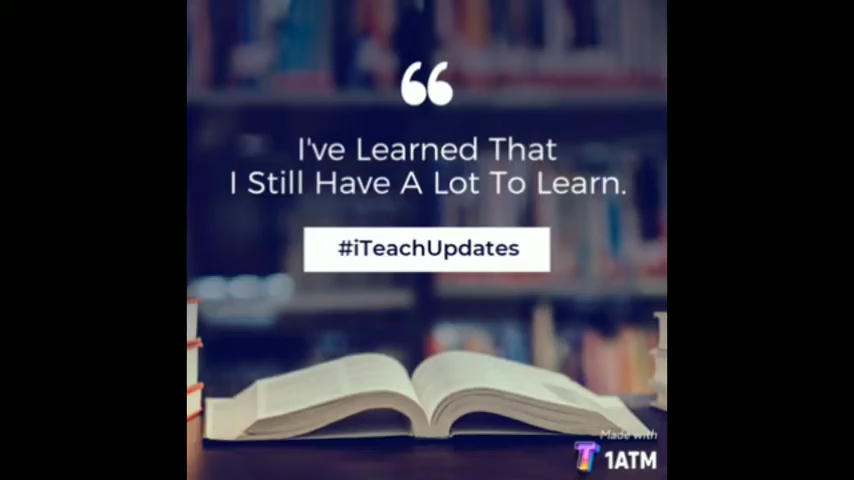 “
I've Learned That
I Still Have A Lot To Learn.
#iTeachUpdates
Made with
T 1ATM